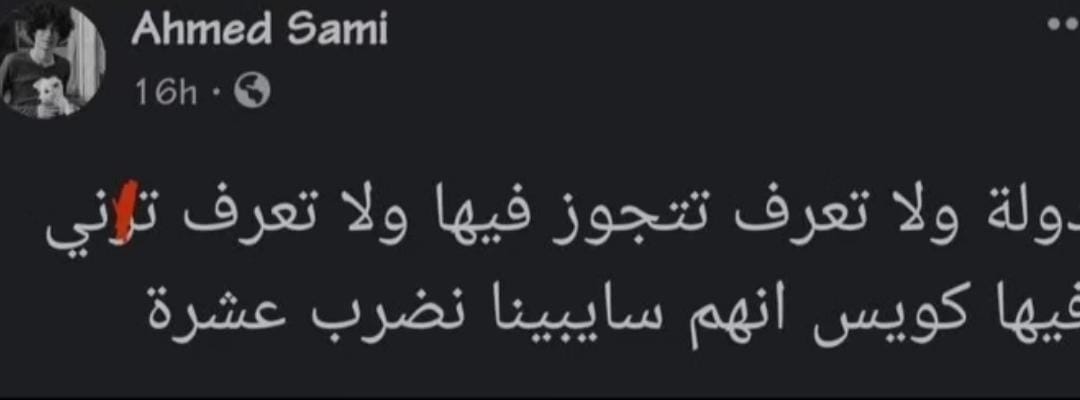 Ahmed Sami
16h
دولة ولا تعرف تتجوز فيها ولا تعرف تزني
فيها كويس انهم سايبينا نضرب عشرة